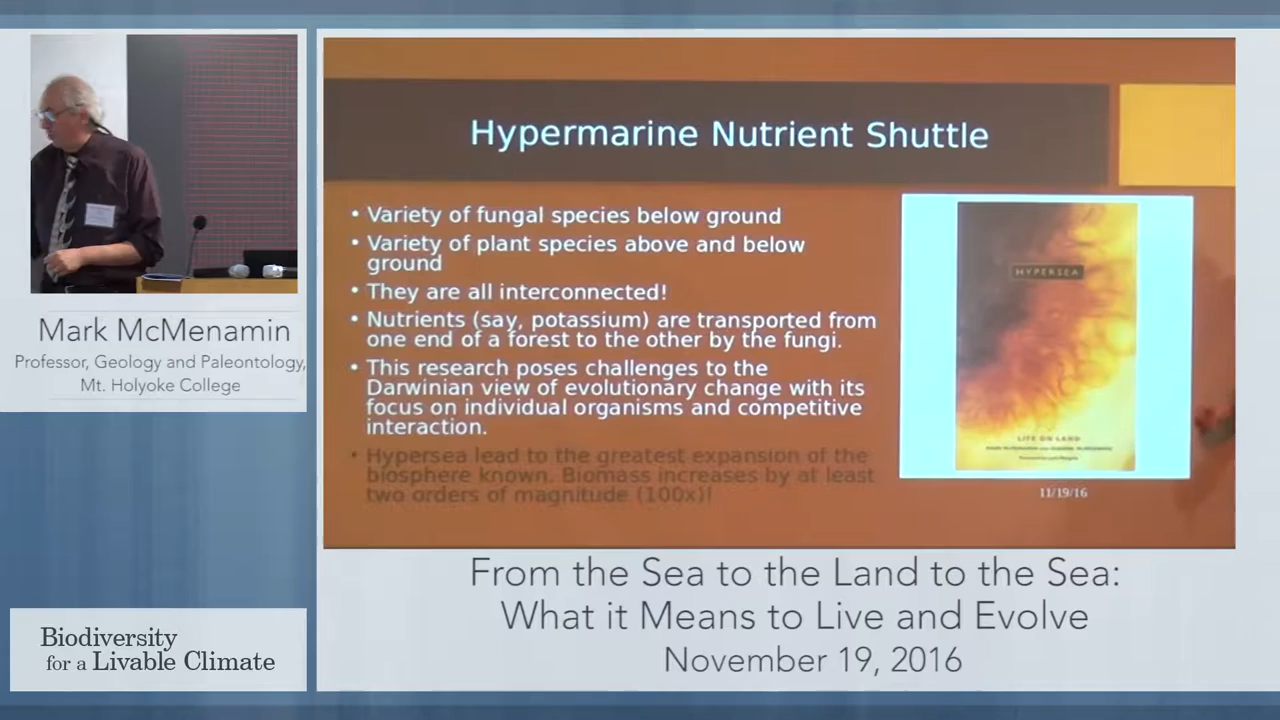 Hypermarine Nutrient Shuttle
• Variety of fungal species below ground
• Variety of plant species above and below
ground
• They are all interconnected!
• Nutrients (say, potassium) are transported from
one end of a forest to the other by the fungi.
• This research poses challenges to the
Darwinian view of evolutionary change with its
focus on individual organisms and competitive
interaction.
• Hypersea lead to the greatest expansion of the
biosphere known. Biomass increases by at least
two orders of magnitude (100x)!
HYPERSEA
LIFE ON LAND
11/19/16
Mark McMenamin
Professor, Geology and Paleontology,
Mt. Holyoke College
From the Sea to the Land to the Sea:
What it Means to Live and Evolve
November 19, 2016
Biodiversity
for a Livable Climate